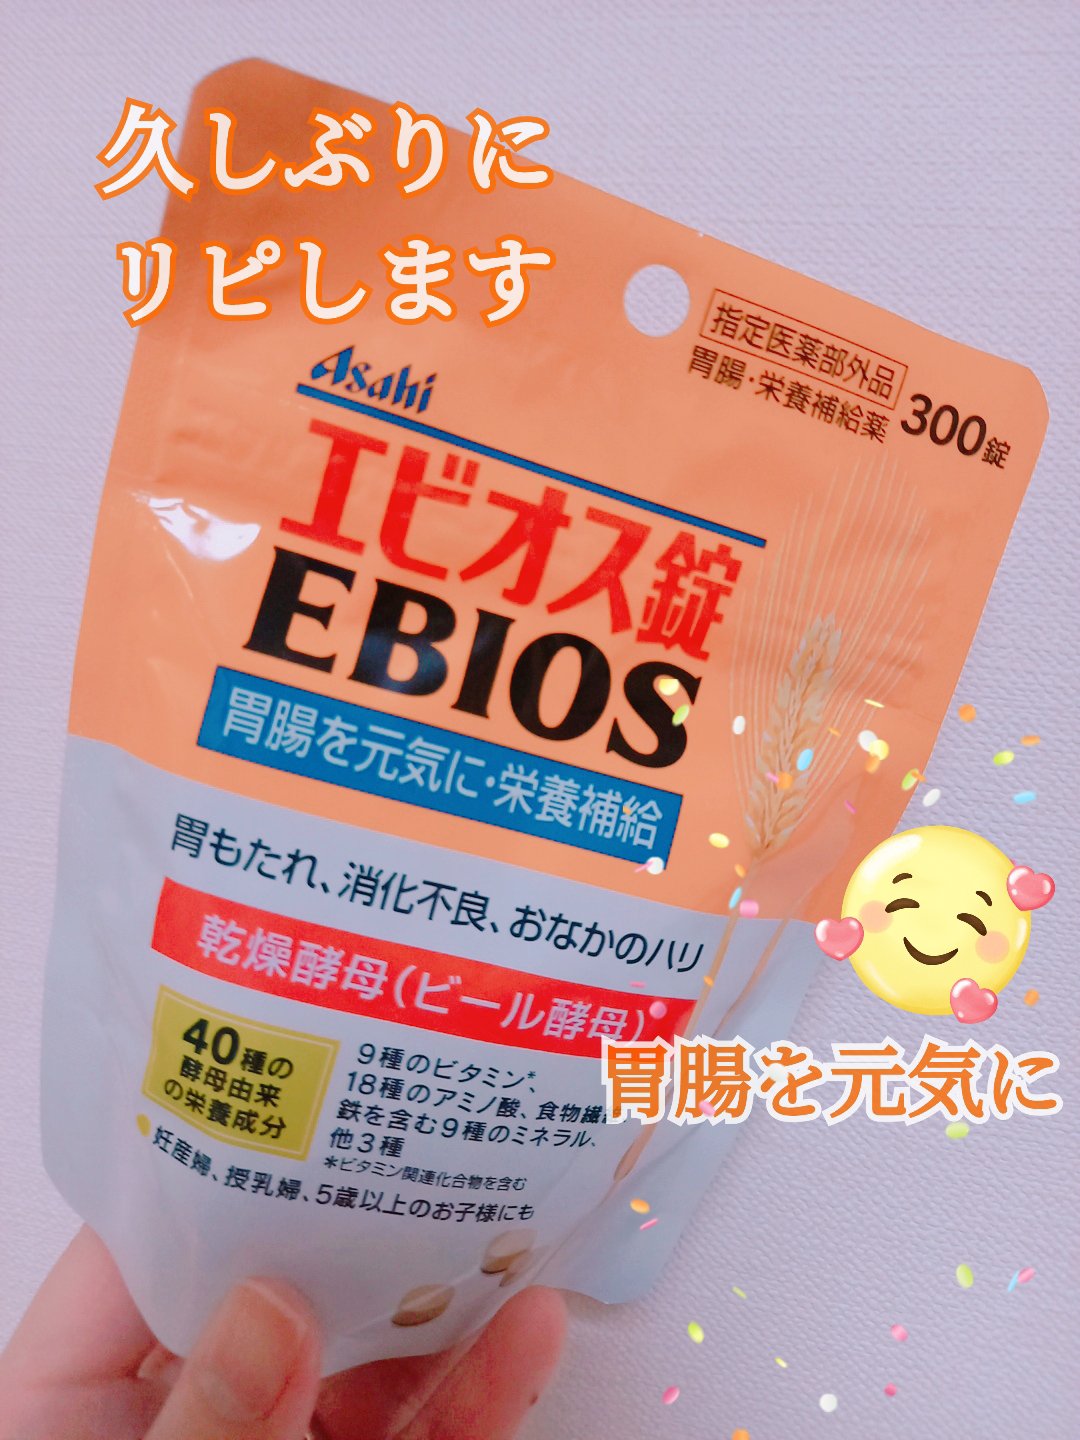 久しぶりに
リピします
指定医薬部外品
胃腸・栄養補給薬
300錠
Asahi
エビオス錠
EBIOS
胃腸を元気に・栄養補給
胃もたれ、消化不良、おなかのハリ
乾燥酵母(ビール酵母)
40種の
酵母由来
の栄養成分
9種のビタミン*、
18種のアミノ酸、食物繊維、
鉄を含む9種のミネラル、
他3種
*ビタミン関連化合物を含む
妊産婦、授乳婦、5歳以上のお子様にも
胃腸を元気に